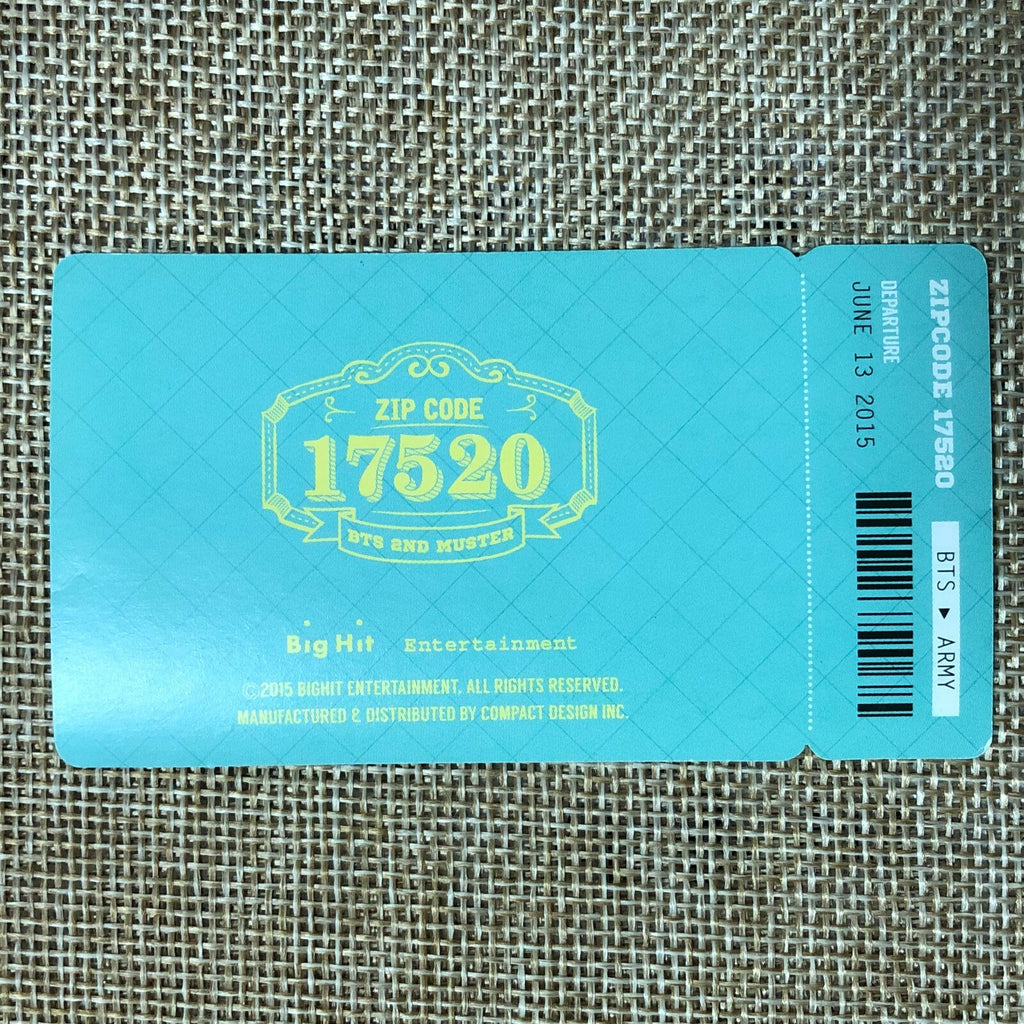 ZIP CODE
17520
BTS 2ND MUSTER
Big Hit Entertainment
© 2015 BIGHIT ENTERTAINMENT. ALL RIGHTS RESERVED.
MANUFACTURED & DISTRIBUTED BY COMPACT DESIGN INC.
ZIPCODE 17520
BTS ▶ ARMY
DEPARTURE
JUNE 13 2015